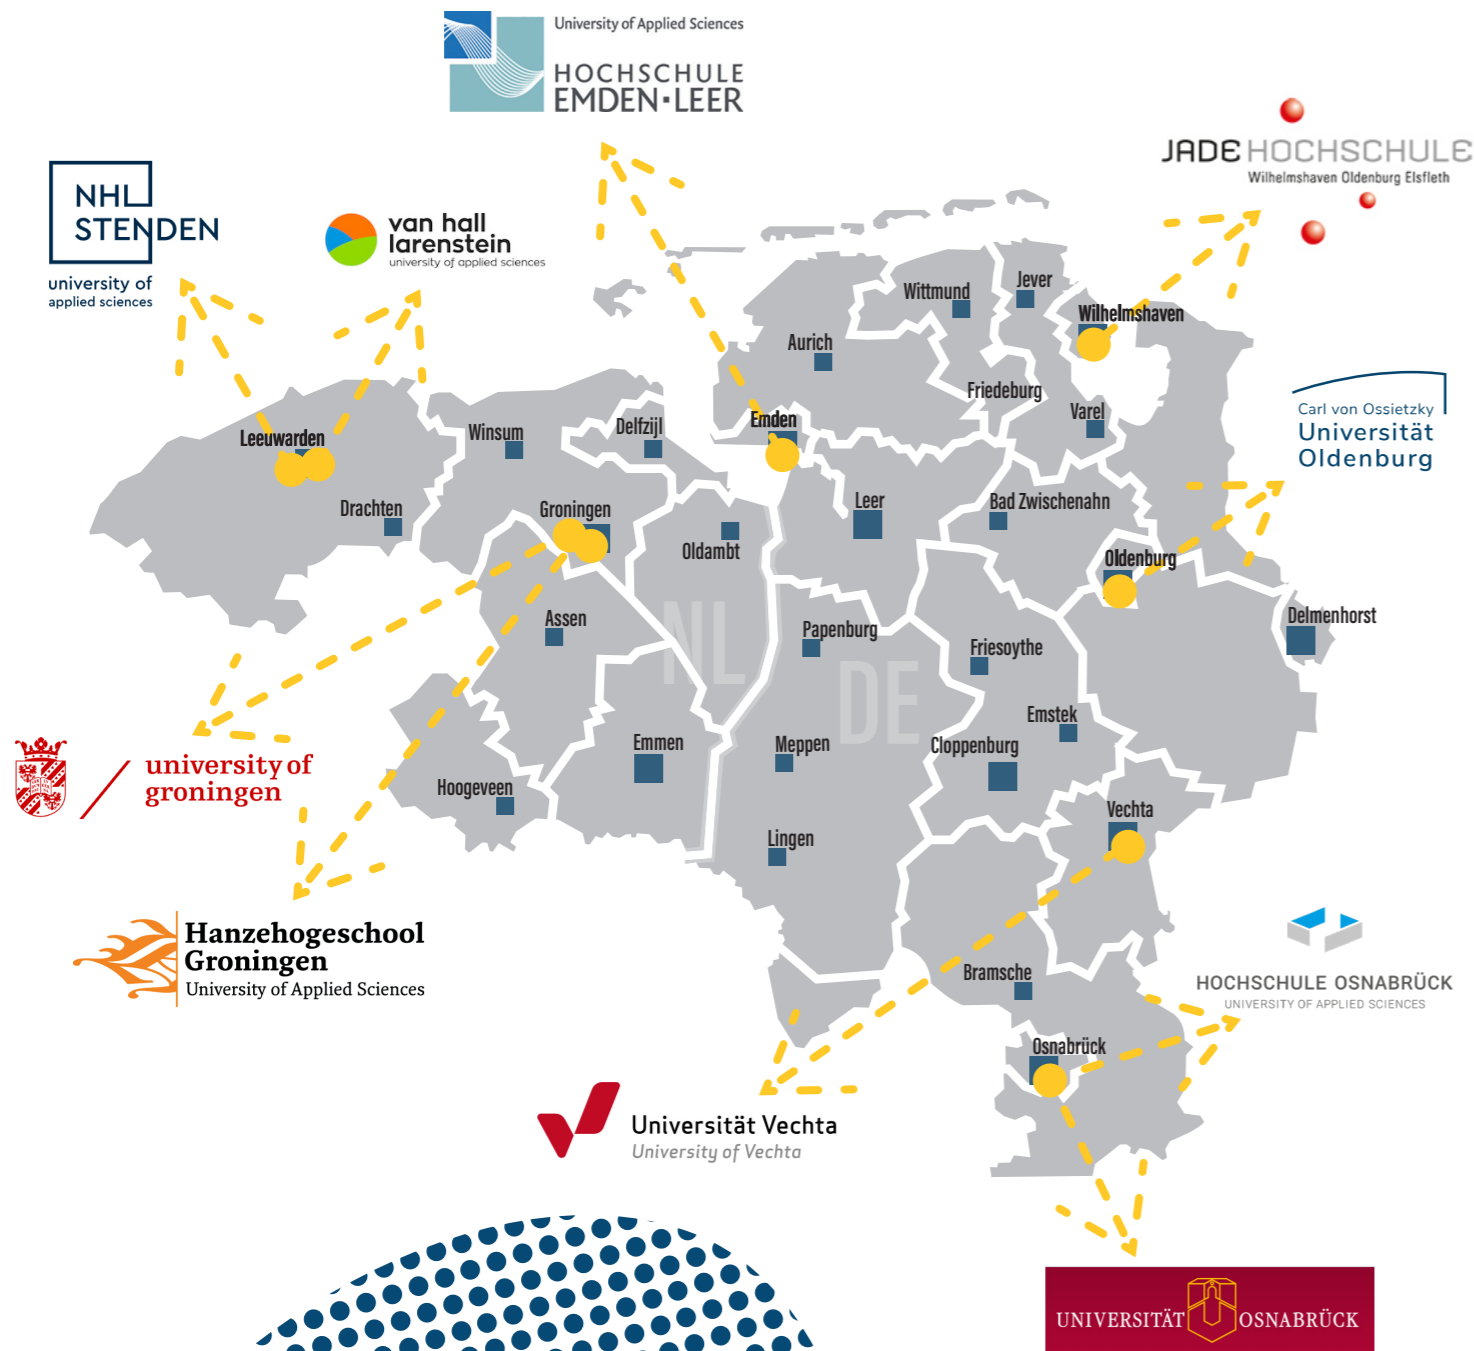 University of Applied Sciences
HOCHSCHULE
EMDEN·LEER
JADE HOCHSCHULE
Wilhelmshaven Oldenburg Elsfleth
NHL
STENDEN
university of
applied sciences
van hall
larenstein
university of applied sciences
Jever
Wittmund
Wilhelmshaven
Aurich
Friedeburg
Varel
Carl von Ossietzky
Universität
Oldenburg
Emden
Delfzijl
Winsum
Leeuwarden
Drachten
Groningen
Leer
Bad Zwischenahn
Oldambt
Oldenburg
Delmenhorst
Assen
Papenburg
Friesoythe
NL
DE
Emstek
Emmen
Meppen
Cloppenburg
Hoogeveen
Vechta
Lingen
university of
groningen
Hanzehogeschool
Groningen
University of Applied Sciences
Bramsche
HOCHSCHULE OSNABRÜCK
UNIVERSITY OF APPLIED SCIENCES
Osnabrück
Universität Vechta
University of Vechta
UNIVERSITÄT OSNABRÜCK